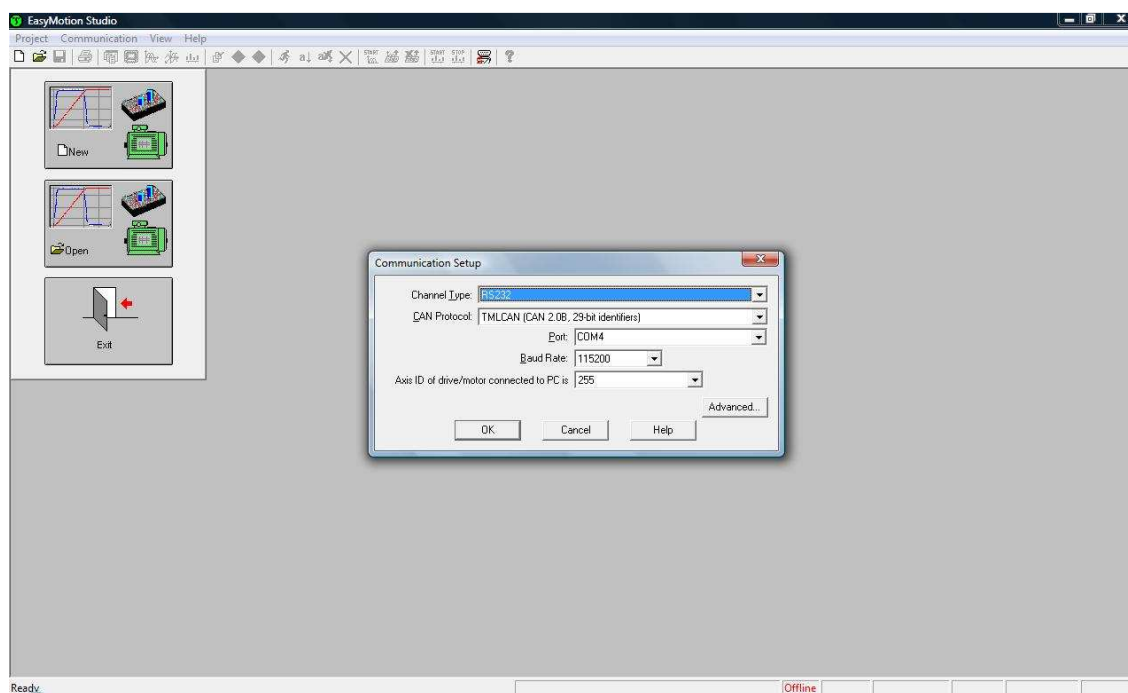 EasyMotion Studio
Project Communication View Help
New
Open
Exit
Communication Setup
Channel Type: RS232
CAN Protocol: TMLCAN (CAN 2.0B, 29-bit identifiers)
Port: COM4
Baud Rate: 115200
Axis ID of drive/motor connected to PC is 255
Advanced...
OK Cancel Help
Ready Offline